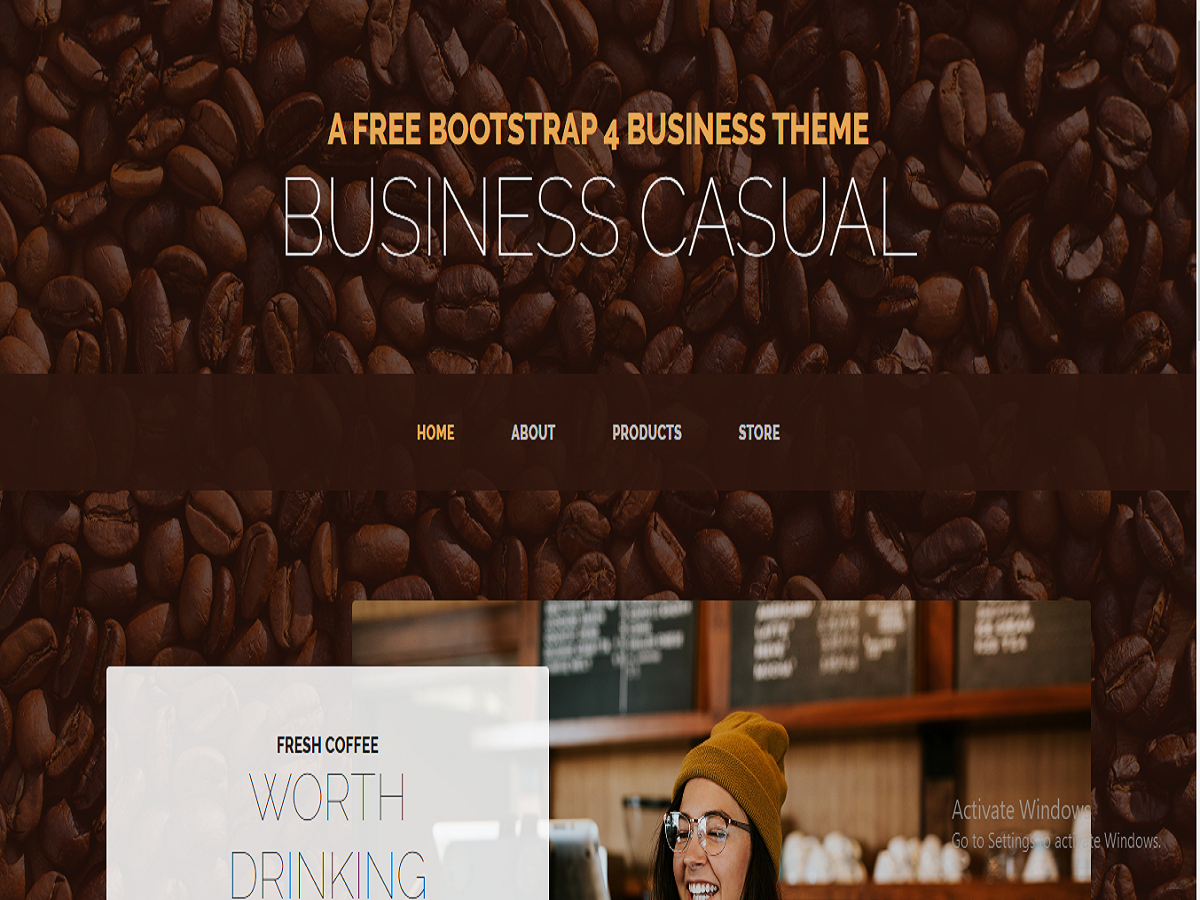 A FREE BOOTSTRAP 4 BUSINESS THEME
BUSINESS CASUAL
HOME ABOUT PRODUCTS STORE
FRESH COFFEE
WORTH
DRINKING
Activate Windows
Go to Settings to activate Windows.